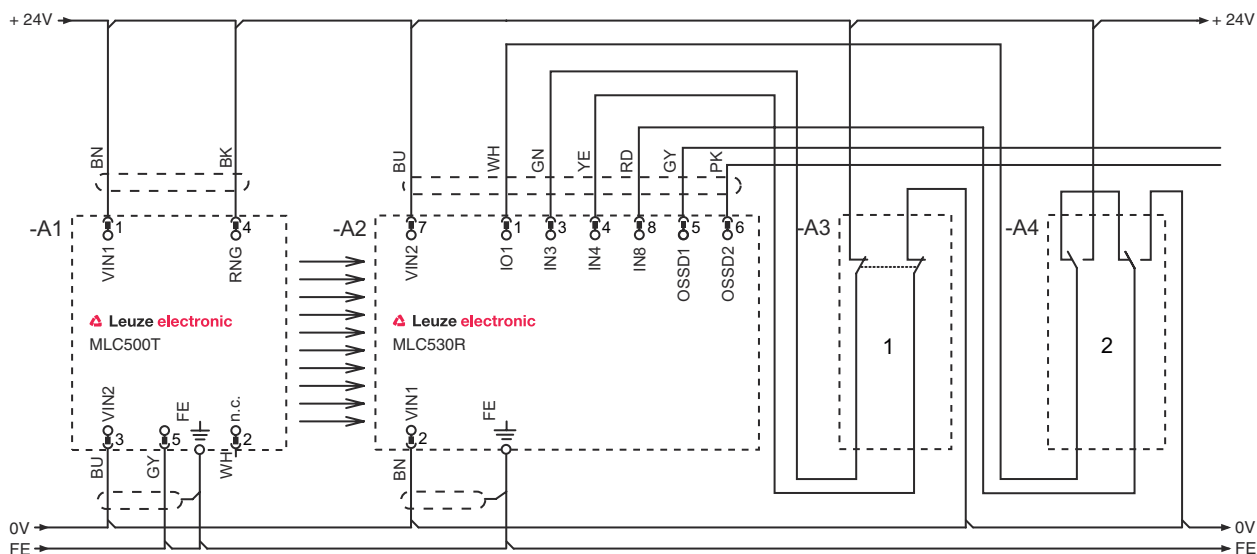 + 24V
+ 24V
BN
BK
BU
WH
GN
YE
RD
GY
PK
-A1
1
4
-A2
7
1
3
4
8
5
6
-A3
-A4
VIN1
RNG
VIN2
IO1
IN3
IN4
IN8
OSSD1
OSSD2
Leuze electronic
MLC500T
Leuze electronic
MLC530R
1
2
VIN2
FE
n.c.
VIN1
FE
3
5
2
2
BU
GY
WH
BN
0V
0V
FE
FE